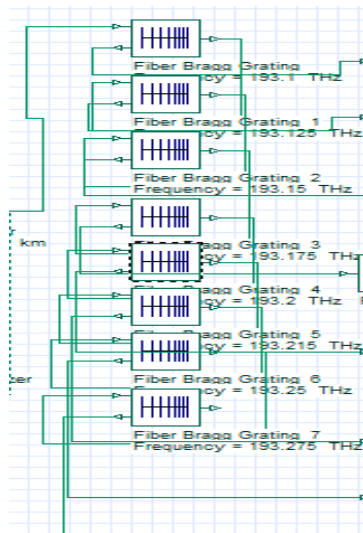 Fiber Bragg Grating
Frequency = 193.1 THz
Fiber Bragg Grating 1
Frequency = 193.125 THz
Fiber Bragg Grating 2
Frequency = 193.15 THz
km
Fiber Bragg Grating 3
Frequency = 193.175 THz
Fiber Bragg Grating 4
Frequency = 193.2 THz
Fiber Bragg Grating 5
Frequency = 193.215 THz
Fiber Bragg Grating 6
zer
Frequency = 193.25 THz
Fiber Bragg Grating 7
Frequency = 193.275 THz